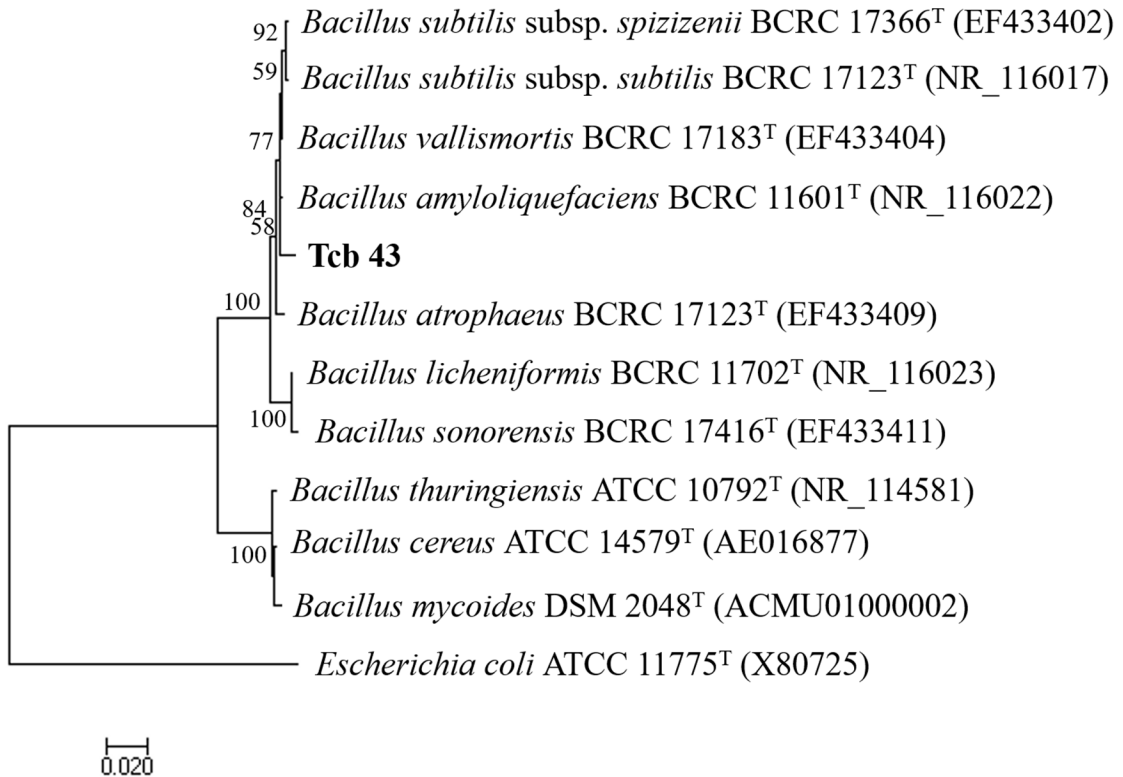 92
Bacillus subtilis subsp. spizizenii BCRC 17366ᵀ (EF433402)
59
Bacillus subtilis subsp. subtilis BCRC 17123ᵀ (NR_116017)
77
Bacillus vallismortis BCRC 17183ᵀ (EF433404)
84
Bacillus amyloliquefaciens BCRC 11601ᵀ (NR_116022)
58
Tcb 43
100
Bacillus atrophaeus BCRC 17123ᵀ (EF433409)
Bacillus licheniformis BCRC 11702ᵀ (NR_116023)
100
Bacillus sonorensis BCRC 17416ᵀ (EF433411)
Bacillus thuringiensis ATCC 10792ᵀ (NR_114581)
Bacillus cereus ATCC 14579ᵀ (AE016877)
100
Bacillus mycoides DSM 2048ᵀ (ACMU01000002)
Escherichia coli ATCC 11775ᵀ (X80725)
0.020